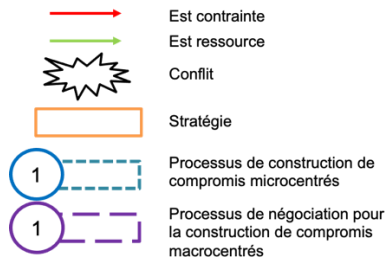 Est contrainte
Est ressource
Conflit
Stratégie
1
Processus de construction de
compromis microcentrés
1
Processus de négociation pour
la construction de compromis
macrocentrés